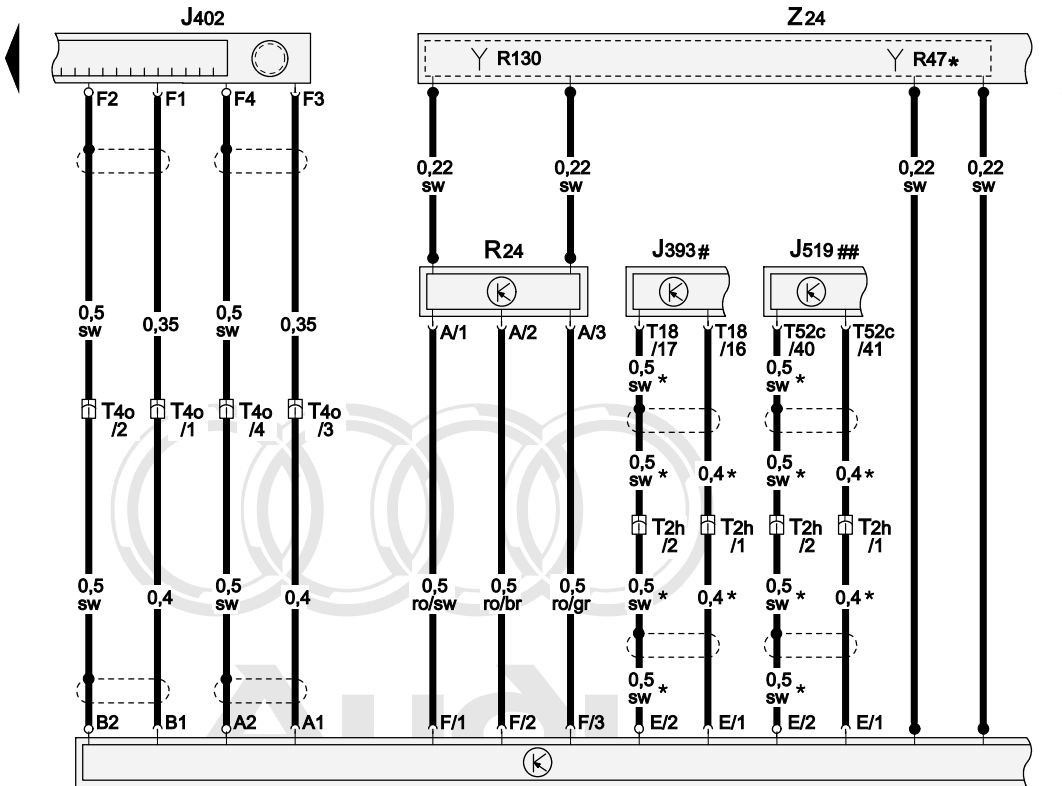 J402 Z24
R130 R47*
F2 F1 F4 F3
0,22 0,22 0,22 0,22
sw sw sw sw
R24 J393# J519##
0,5 0,35 0,5 0,35
sw sw
A/1 A/2 A/3 T18 T18 T52c T52c
/17 /16 /40 /41
0,5 0,5
sw* sw*
T4o T4o T4o T4o
/2 /1 /4 /3
0,5 0,4* 0,5 0,4*
sw* sw*
T2h T2h T2h T2h
/2 /1 /2 /1
0,5 0,4 0,5 0,4 0,5 0,5 0,5 0,5 0,4* 0,5 0,4*
sw sw ro/sw ro/br ro/gr sw* sw*
0,5 0,5
sw* sw*
B2 B1 A2 A1 F/1 F/2 F/3 E/2 E/1 E/2 E/1
Audi